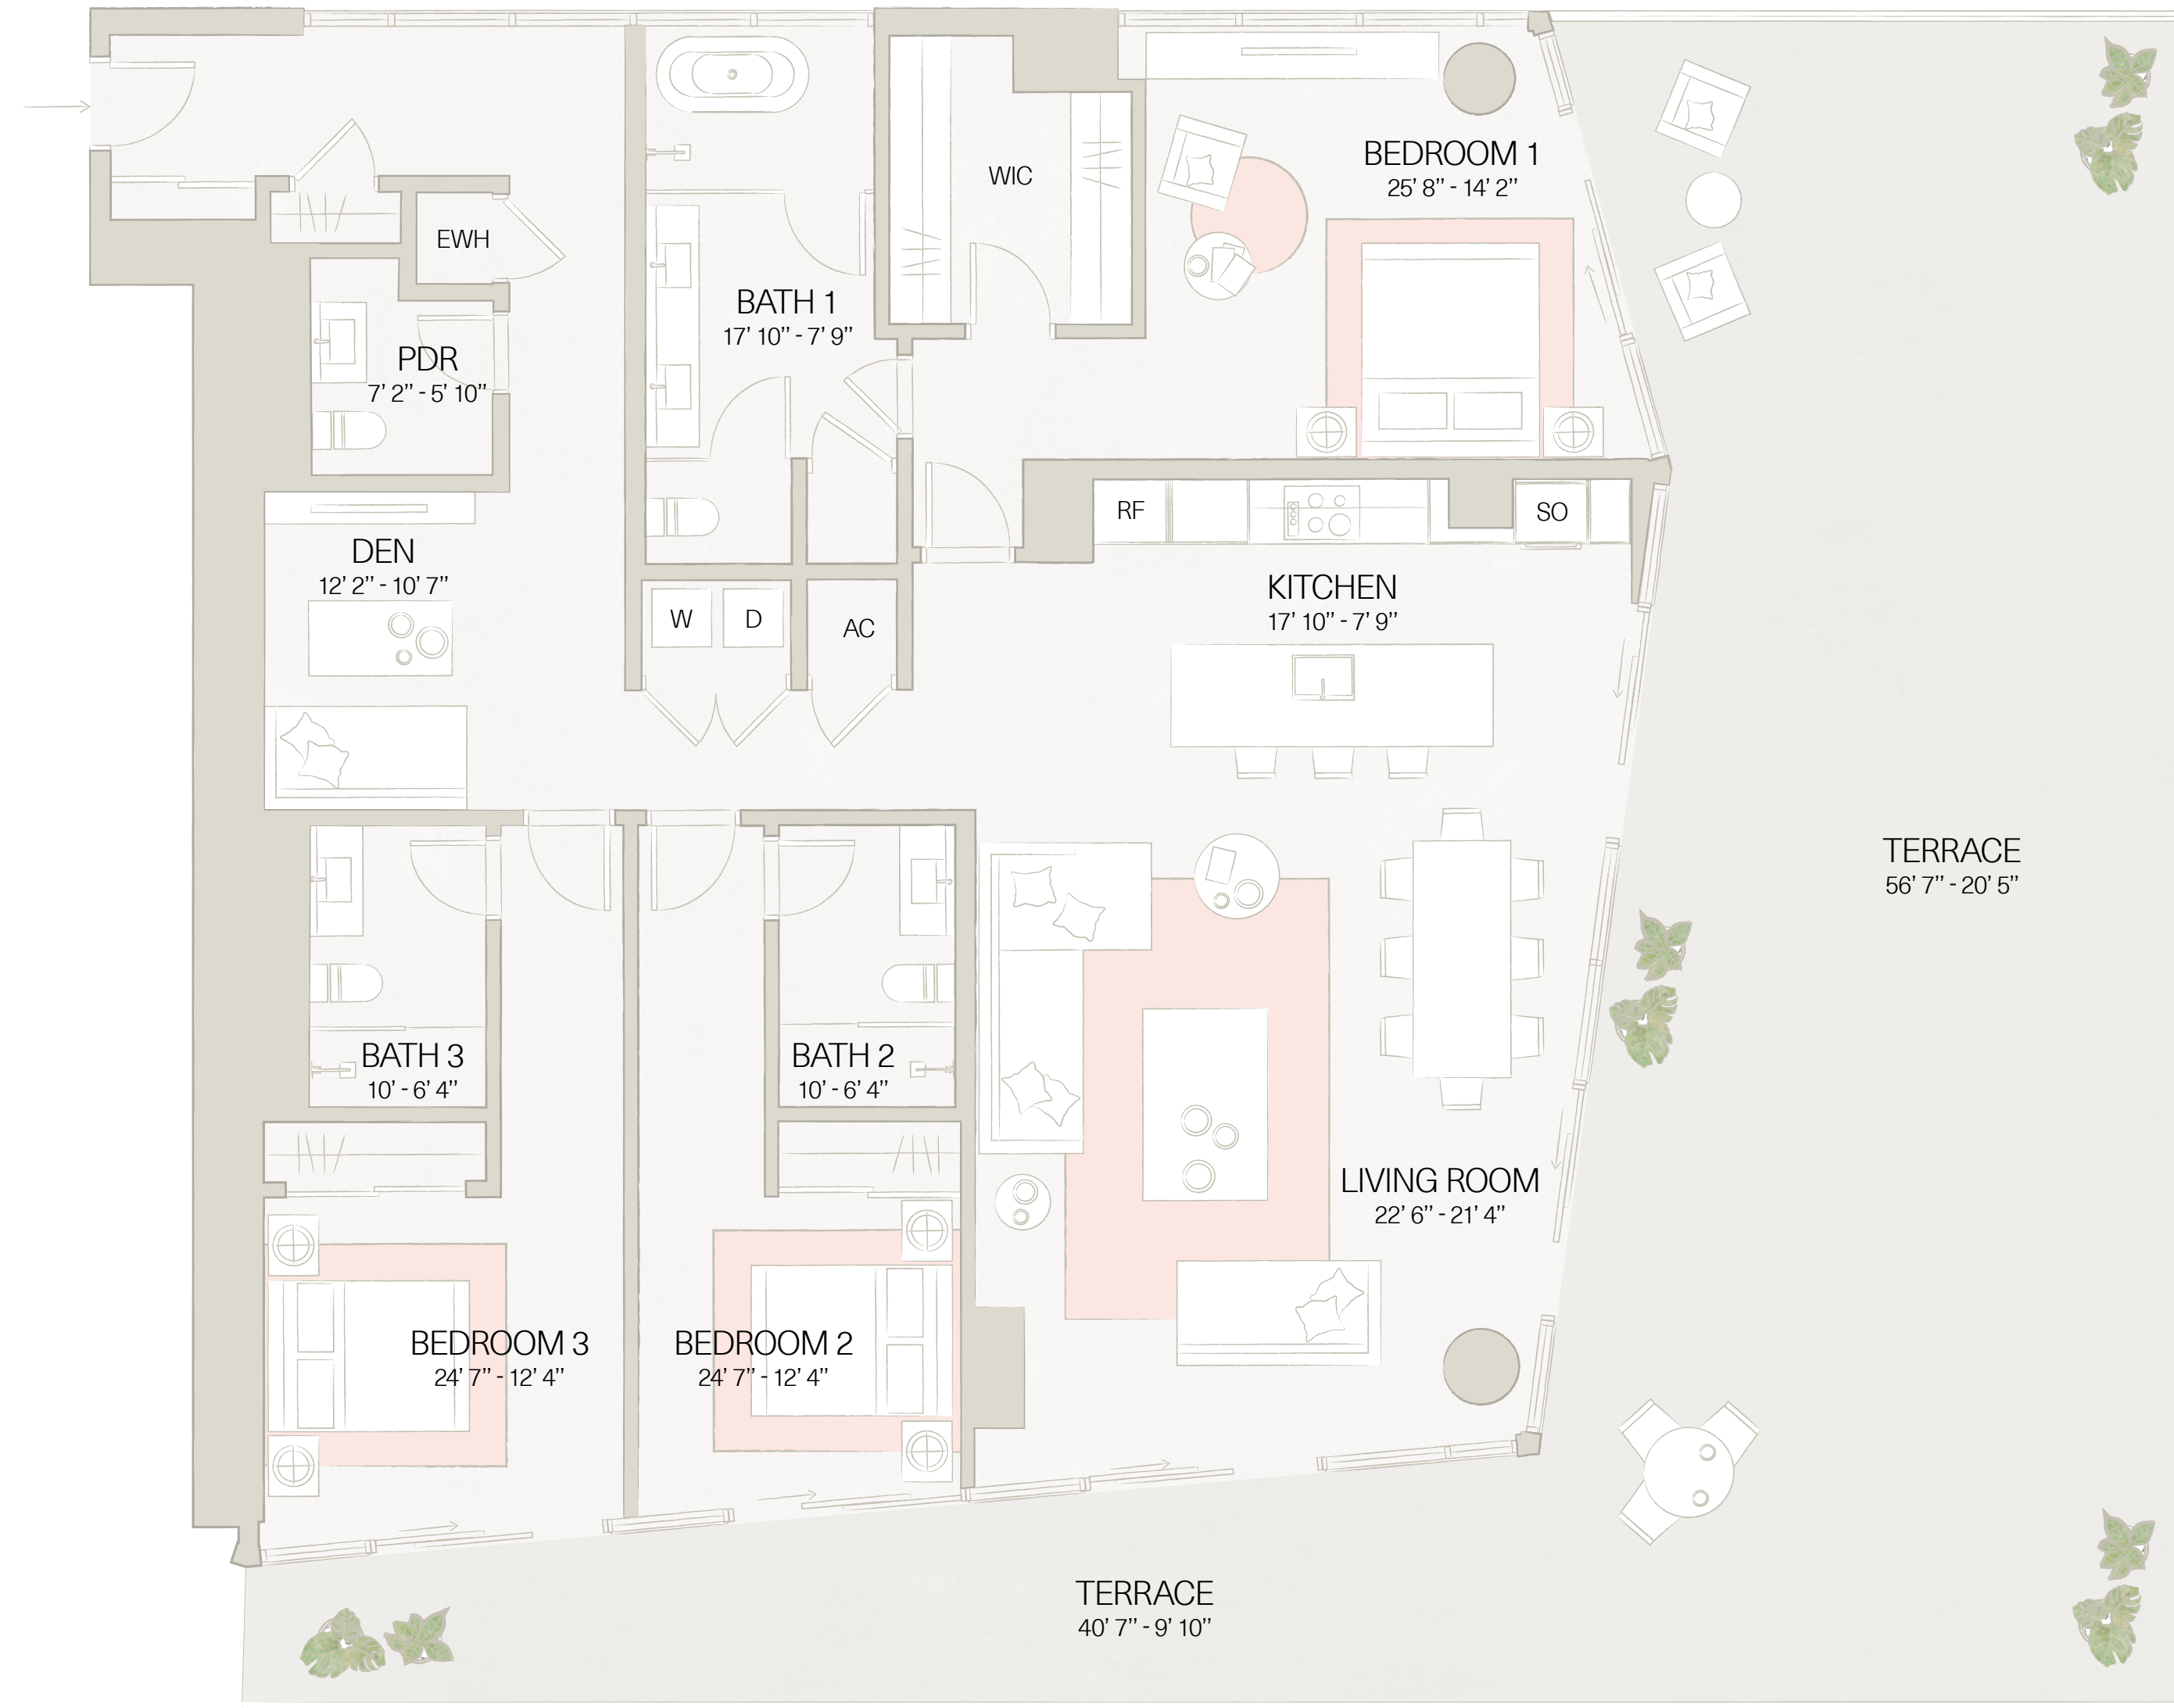 WIC
BEDROOM 1
25’ 8” - 14’ 2”
EWH
BATH 1
17’ 10” - 7’ 9”
PDR
7’ 2” - 5’ 10”
RF
SO
DEN
12’ 2” - 10’ 7”
W
D
AC
KITCHEN
17’ 10” - 7’ 9”
TERRACE
56’ 7” - 20’ 5”
BATH 3
10’ - 6’ 4”
BATH 2
10’ - 6’ 4”
LIVING ROOM
22’ 6” - 21’ 4”
BEDROOM 3
24’ 7” - 12’ 4”
BEDROOM 2
24’ 7” - 12’ 4”
TERRACE
40’ 7” - 9’ 10”